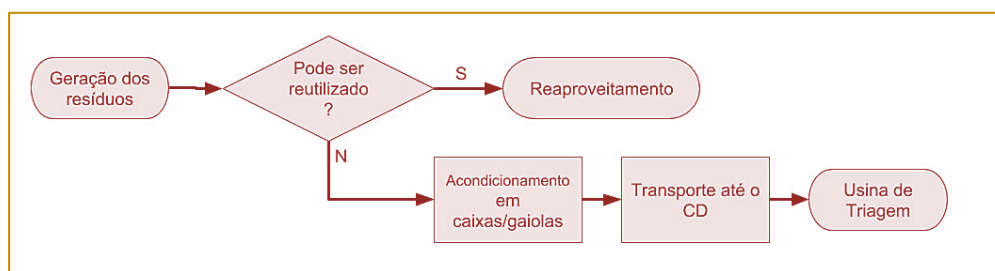 Geração dos
resíduos
Pode ser
reutilizado
?
S
Reaproveitamento
N
Acondicionamento
em
caixas/gaiolas
Transporte até o
CD
Usina de
Triagem